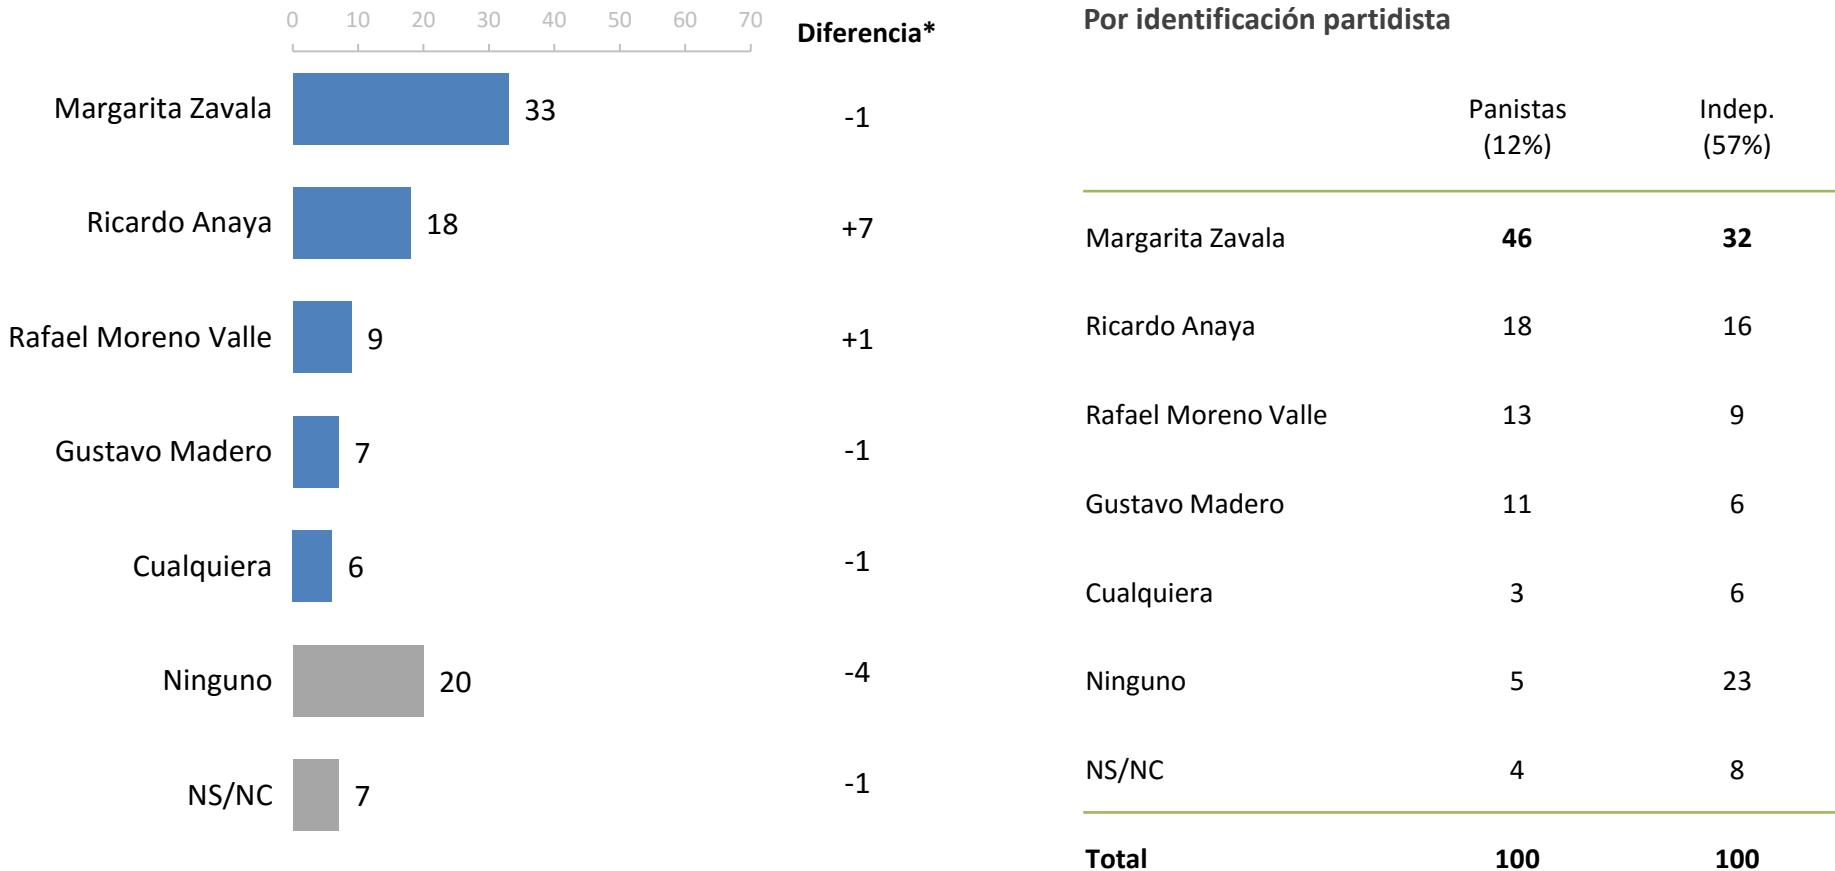 0 10 20 30 40 50 60 70
Diferencia*
Margarita Zavala 33 -1
Ricardo Anaya 18 +7
Rafael Moreno Valle 9 +1
Gustavo Madero 7 -1
Cualquiera 6 -1
Ninguno 20 -4
NS/NC 7 -1
Por identificación partidista
Panistas Indep.
(12%) (57%)
Margarita Zavala 46 32
Ricardo Anaya 18 16
Rafael Moreno Valle 13 9
Gustavo Madero 11 6
Cualquiera 3 6
Ninguno 5 23
NS/NC 4 8
Total 100 100